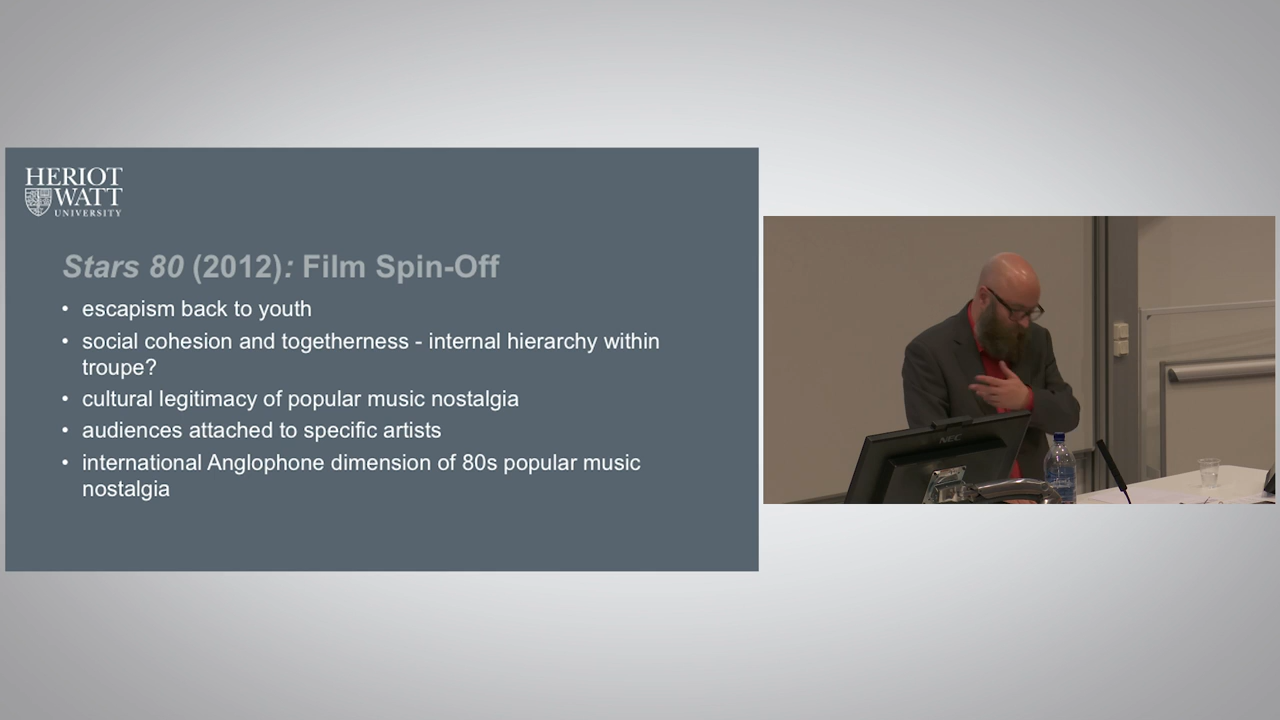 HERIOT
WATT
UNIVERSITY
Stars 80 (2012): Film Spin-Off
• escapism back to youth
• social cohesion and togetherness - internal hierarchy within
troupe?
• cultural legitimacy of popular music nostalgia
• audiences attached to specific artists
• international Anglophone dimension of 80s popular music
nostalgia
NEC